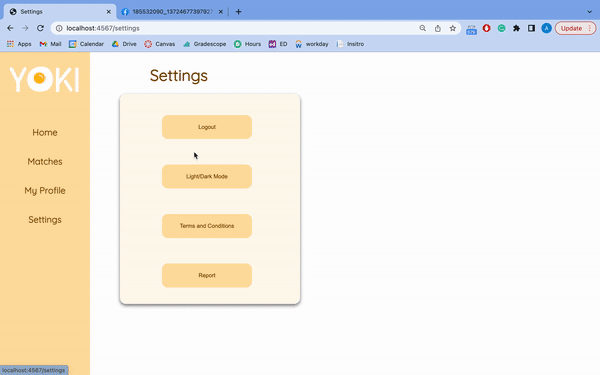 Settings
185532090_1372467739792
localhost:4567/settings
Update
Apps
Mail
Calendar
Drive
Canvas
Gradescope
Hours
ED
workday
Insitro
YOKI
Settings
Home
Matches
My Profile
Settings
Logout
Light/Dark Mode
Terms and Conditions
Report
localhost:4567/settings